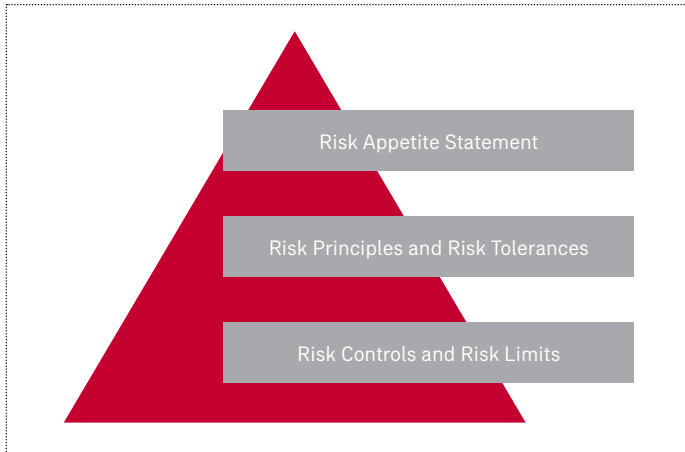 Risk Appetite Statement
Risk Principles and Risk Tolerances
Risk Controls and Risk Limits